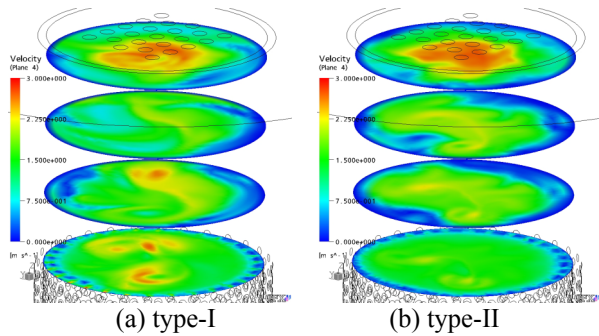 Velocity
(Plane 4)
3.000e+000
2.250e+000
1.500e+000
7.501e-001
0.000e+000
[m s^-1]
(a) type-I
Velocity
(Plane 4)
3.000e+000
2.250e+000
1.500e+000
7.501e-001
0.000e+000
[m s^-1]
(b) type-II